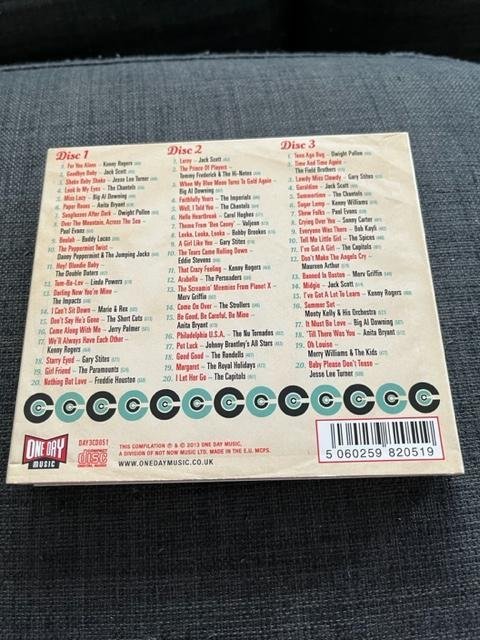 Disc 1
1. For You Alone – Kenny Rogers
2. Goodbye Baby – Jack Scott
3. Shake Baby Shake – Jesse Lee Turner
4. Look In My Eyes – The Chantels
5. Miss Lucy – Big Al Downing
6. Paper Roses – Anita Bryant
7. Sunglasses After Dark – Dwight Pullen
8. Over The Mountain, Across The Sea –
Paul Evans
9. Beulah – Buddy Lucas
10. The Peppermint Twist –
Danny Peppermint & The Jumping Jacks
11. Hey! Blondie Baby –
The Double Daters
12. Tum-Ba-Lov – Linda Powers
13. Darling Now You're Mine –
The Impacts
14. I Can't Sit Down – Marie & Rex
15. Don't Say He's Gone – The Short Cuts
16. Come Along With Me – Jerry Palmer
17. We'll Always Have Each Other –
Kenny Rogers
18. Starry Eyed – Gary Stites
19. Girl Friend – The Paramounts
20. Nothing But Love – Freddie Houston
Disc 2
1. Leroy – Jack Scott
2. The Prince Of Players –
Tommy Frederick & The Hi-Notes
3. When My Blue Moon Turns To Gold Again –
Big Al Downing
4. Faithfully Yours – The Imperials
5. Well, I Told You – The Chantels
6. Hello Heartbreak – Carol Hughes
7. Theme From 'Ben Casey' – Valjean
8. Looka, Looka, Looka – Bobby Brookes
9. A Girl Like You – Gary Stites
10. The Tears Came Rolling Down –
Eddie Stevens
11. That Crazy Feeling – Kenny Rogers
12. Arabella – The Persuaders
13. The Screamin' Meemies From Planet X –
Merv Griffin
14. Come On Over – The Strollers
15. Be Good, Be Careful, Be Mine –
Anita Bryant
16. Philadelphia U.S.A. – The Nu Tornados
17. Put Luck – Johnny Brantley's All Stars
18. Good Good – The Rondells
19. Margaret – The Royal Holidays
20. I Let Her Go – The Capitols
Disc 3
1. Teen Age Bug – Dwight Pullen
2. Time And Time Again –
The Field Brothers
3. Lawdy Miss Clawdy – Gary Stites
4. Geraldine – Jack Scott
5. Summertime – The Chantels
6. Sugar Lump – Kenny Williams
7. Show Folks – Paul Evans
8. Crying Over You – Sonny Carter
9. Everyone Was There – Bob Kayli
10. Tell Me Little Girl – The Spices
11. I've Got A Girl – The Capitols
12. Don't Make The Angels Cry –
Maureen Arthur
13. Banned In Boston – Merv Griffin
14. Midgie – Jack Scott
15. I've Got A Lot To Learn – Kenny Rogers
16. Summer Set –
Monty Kelly & His Orchestra
17. It Must Be Love – Big Al Downing
18. 'Till There Was You – Anita Bryant
19. Oh Louise –
Morry Williams & The Kids
20. Baby Please Don't Tease –
Jesse Lee Turner
ONE DAY
MUSIC
DAY3CD051
COMPACT
disc
DIGITAL AUDIO
THIS COMPILATION ℗ & © 2013 ONE DAY MUSIC,
A DIVISION OF NOT NOW MUSIC LTD. MADE IN THE E.U. MCPS.
WWW.ONEDAYMUSIC.CO.UK
5 060259 820519